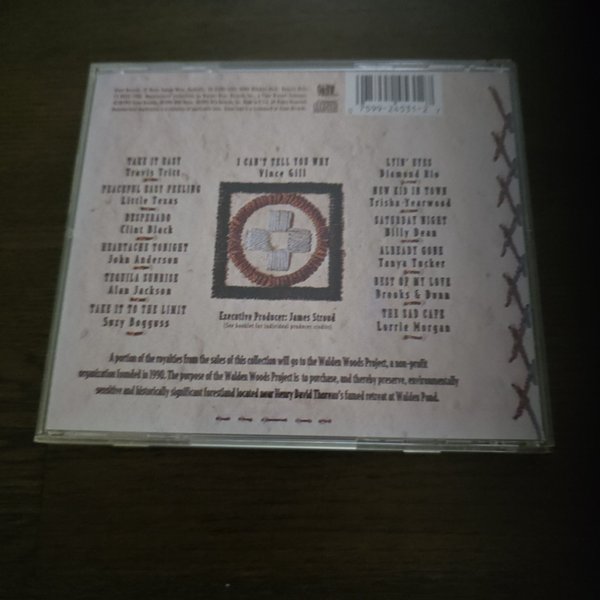 7599-24531-2 7
TAKE IT EASY
Travis Tritt
PEACEFUL EASY FEELING
Little Texas
DESPERADO
Clint Black
HEARTACHE TONIGHT
John Anderson
TEQUILA SUNRISE
Alan Jackson
TAKE IT TO THE LIMIT
Suzy Bogguss
I CAN'T TELL YOU WHY
Vince Gill
LYIN' EYES
Diamond Rio
NEW KID IN TOWN
Trisha Yearwood
SATURDAY NIGHT
Billy Dean
ALREADY GONE
Tanya Tucker
BEST OF MY LOVE
Brooks & Dunn
THE SAD CAFE
Lorrie Morgan
Executive Producer: James Stroud
(See booklet for individual producer credits)
A portion of the royalties from the sales of this collection will go to the Walden Woods Project, a non-profit
organization founded in 1990. The purpose of the Walden Woods Project is to purchase, and thereby preserve, environmentally
sensitive and historically significant forestland located near Henry David Thoreau's famed retreat at Walden Pond.